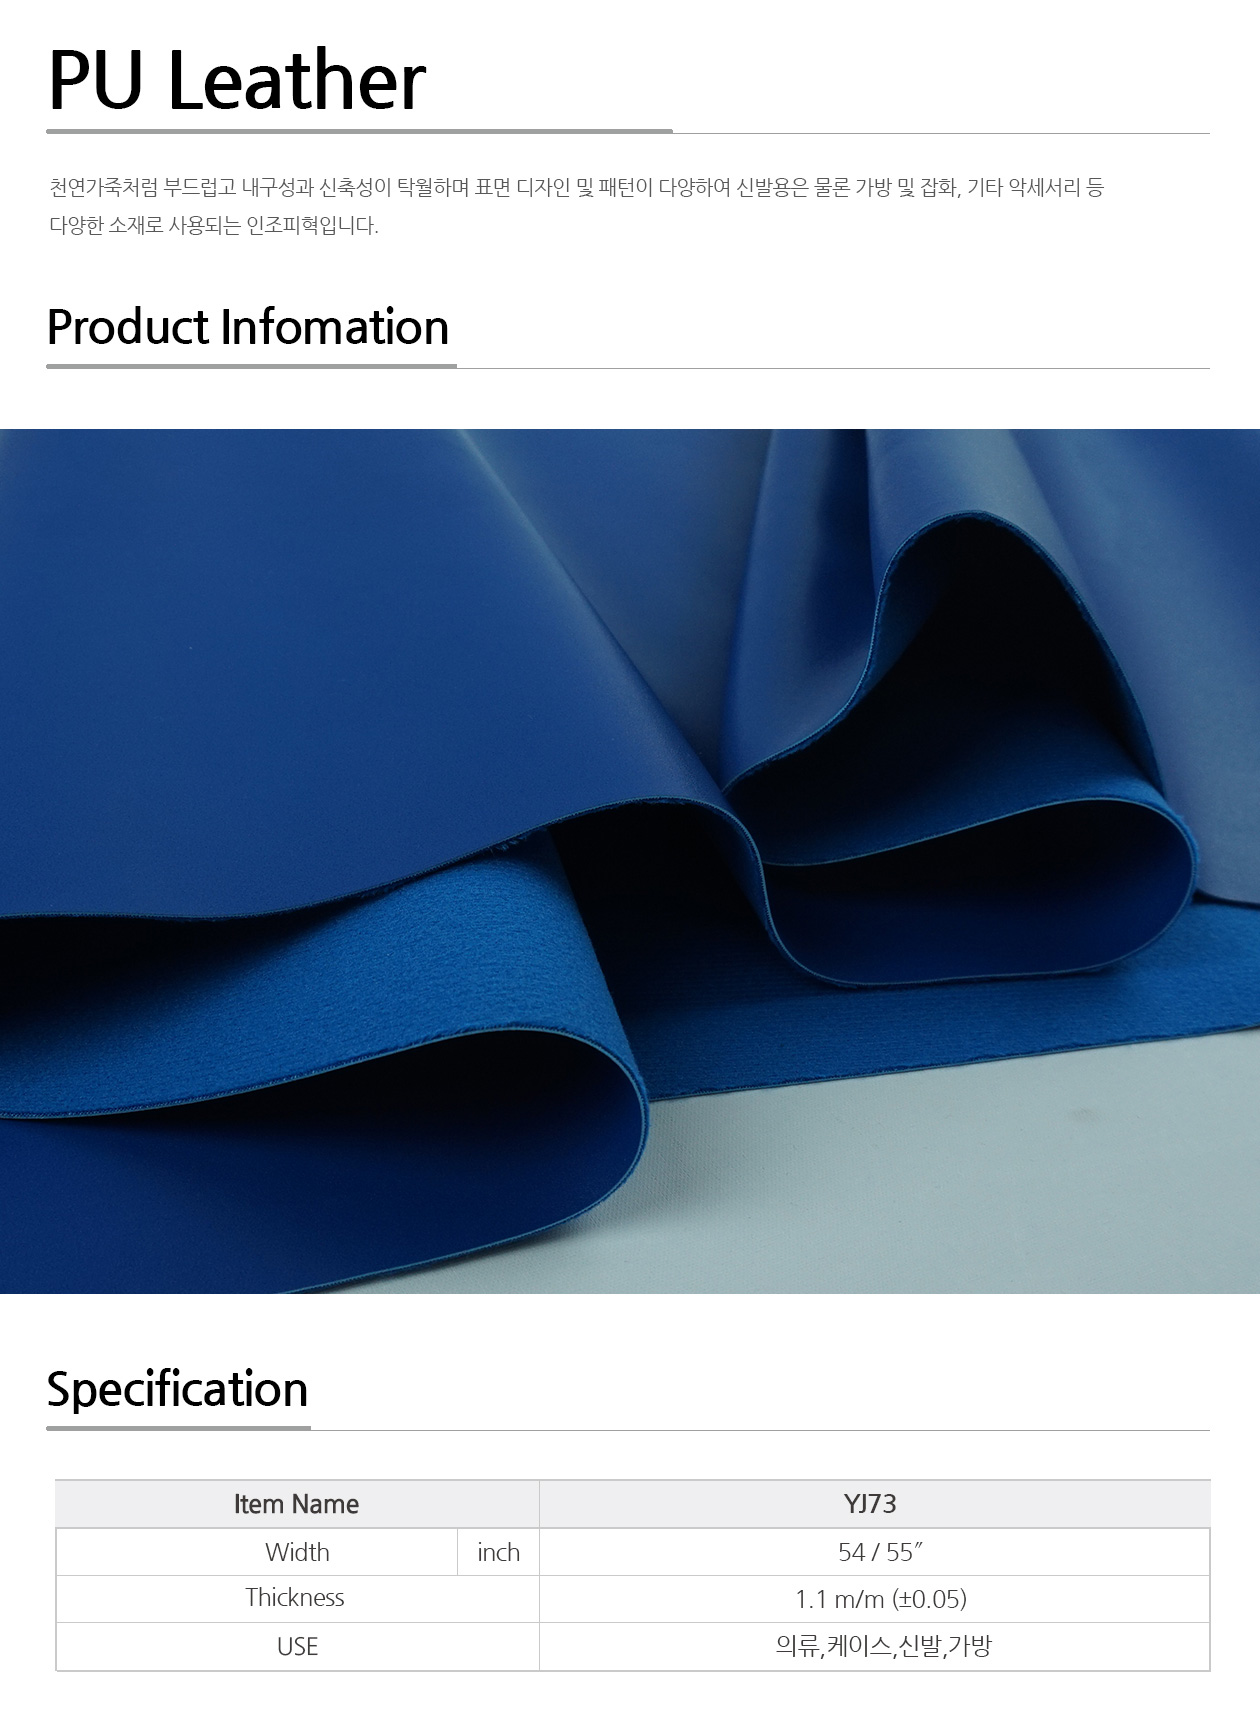 PU Leather
천연가죽처럼 부드럽고 내구성과 신축성이 탁월하며 표면 디자인 및 패턴이 다양하여 신발용은 물론 가방 및 잡화, 기타 악세서리 등
다양한 소재로 사용되는 인조피혁입니다.
Product Infomation
Specification
Item Name YJ73
Width inch 54 / 55″
Thickness 1.1 m/m (±0.05)
USE 의류,케이스,신발,가방